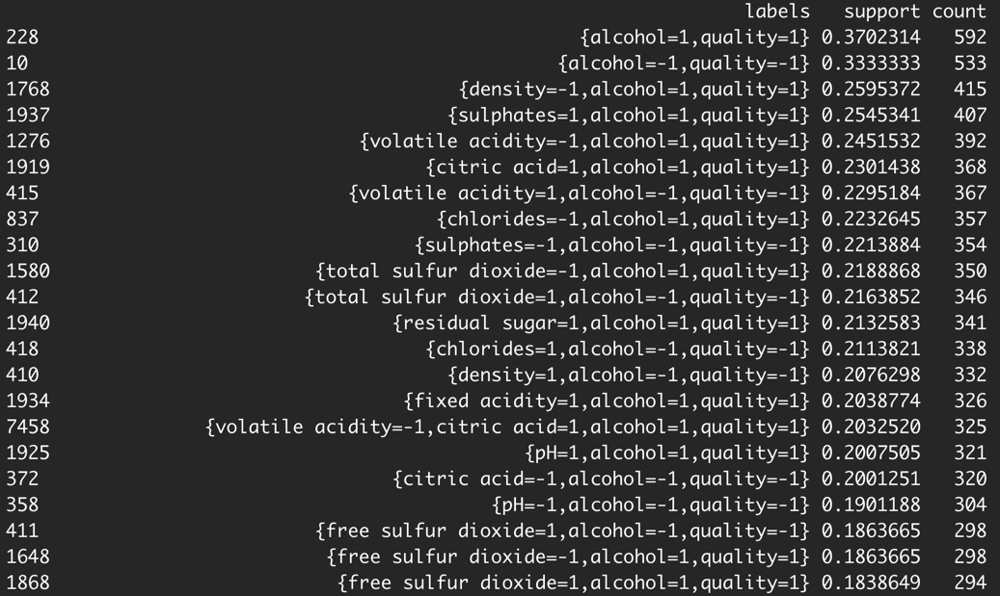 labels support count
228 {alcohol=1,quality=1} 0.3702314 592
10 {alcohol=-1,quality=-1} 0.3333333 533
1768 {density=-1,alcohol=1,quality=1} 0.2595372 415
1937 {sulphates=1,alcohol=1,quality=1} 0.2545341 407
1276 {volatile acidity=-1,alcohol=1,quality=1} 0.2451532 392
1919 {citric acid=1,alcohol=1,quality=1} 0.2301438 368
415 {volatile acidity=1,alcohol=-1,quality=-1} 0.2295184 367
837 {chlorides=-1,alcohol=1,quality=1} 0.2232645 357
310 {sulphates=-1,alcohol=-1,quality=-1} 0.2213884 354
1580 {total sulfur dioxide=-1,alcohol=1,quality=1} 0.2188868 350
412 {total sulfur dioxide=1,alcohol=-1,quality=-1} 0.2163852 346
1940 {residual sugar=1,alcohol=1,quality=1} 0.2132583 341
418 {chlorides=1,alcohol=-1,quality=-1} 0.2113821 338
410 {density=1,alcohol=-1,quality=-1} 0.2076298 332
1934 {fixed acidity=1,alcohol=1,quality=1} 0.2038774 326
7458 {volatile acidity=-1,citric acid=1,alcohol=1,quality=1} 0.2032520 325
1925 {pH=1,alcohol=1,quality=1} 0.2007505 321
372 {citric acid=-1,alcohol=-1,quality=-1} 0.2001251 320
358 {pH=-1,alcohol=-1,quality=-1} 0.1901188 304
411 {free sulfur dioxide=1,alcohol=-1,quality=-1} 0.1863665 298
1648 {free sulfur dioxide=-1,alcohol=1,quality=1} 0.1863665 298
1868 {free sulfur dioxide=1,alcohol=1,quality=1} 0.1838649 294